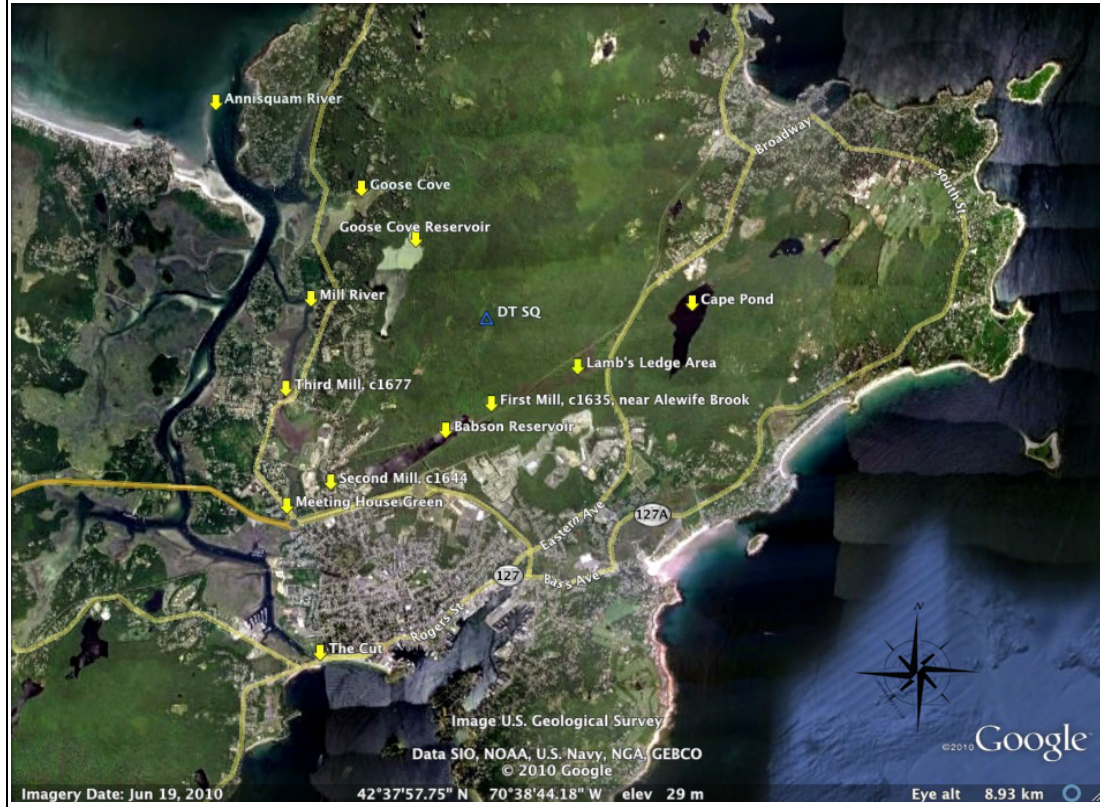 Annisquam River
Broadway
South St
Goose Cove
Goose Cove Reservoir
Mill River
Cape Pond
DT SQ
Lamb's Ledge Area
Third Mill, c1677
First Mill, c1635, near Alewife Brook
Babson Reservoir
Second Mill, c1644
Meeting House Green
Eastern Ave
127A
127
Bass Ave
Rogers St
The Cut
N
Image U.S. Geological Survey
Data SIO, NOAA, U.S. Navy, NGA, GEBCO
© 2010 Google
©2010 Google
Imagery Date: Jun 19, 2010 42°37'57.75" N 70°38'44.18" W elev 29 m Eye alt 8.93 km